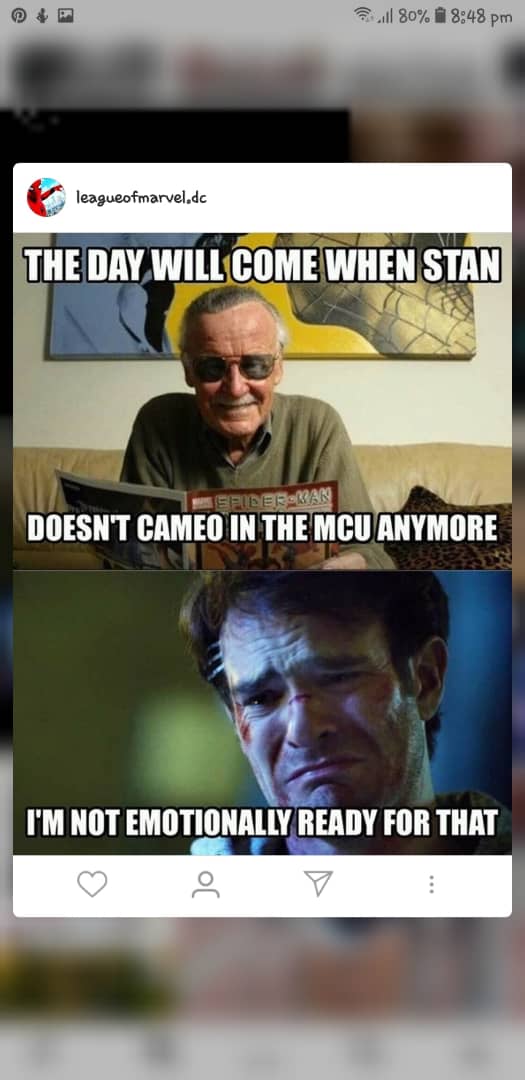 80% 8:48 pm
leagueofmarvel.dc
THE DAY WILL COME WHEN STAN
MARVEL SPIDER-MAN
DOESN'T CAMEO IN THE MCU ANYMORE
I'M NOT EMOTIONALLY READY FOR THAT